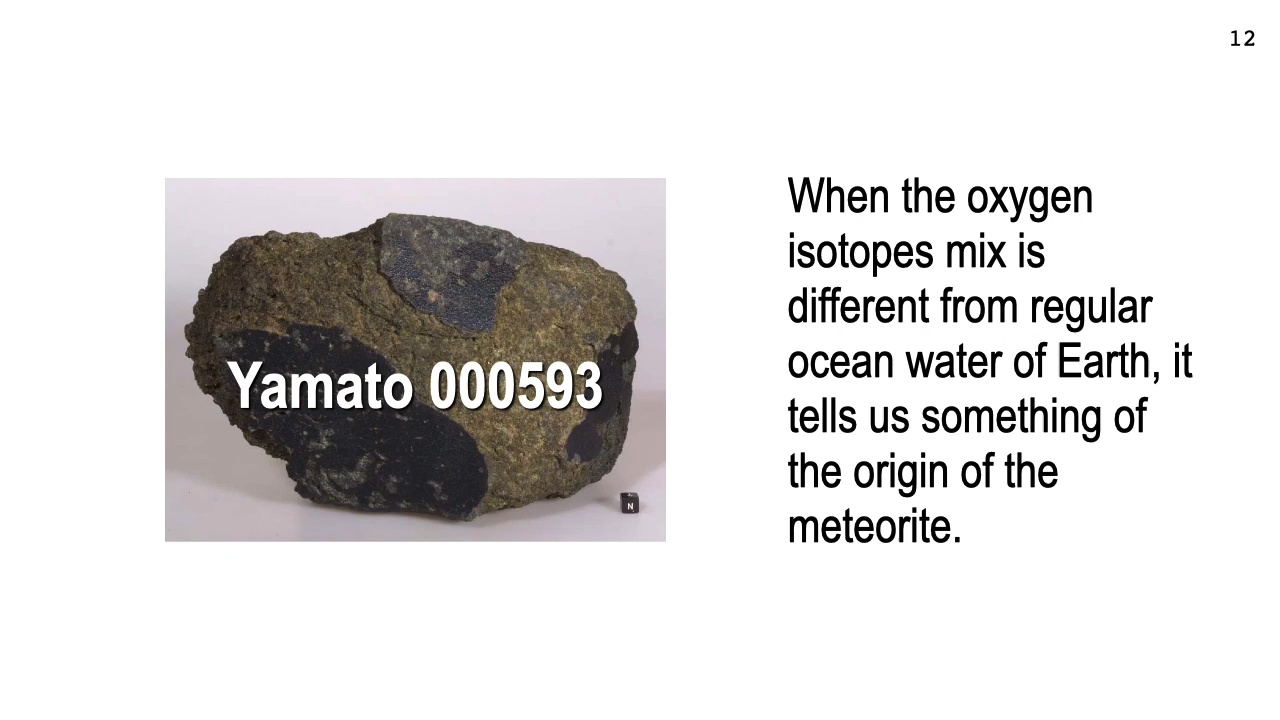 12
When the oxygen
isotopes mix is
different from regular
ocean water of Earth, it
tells us something of
the origin of the
meteorite.
Yamato 000593
N